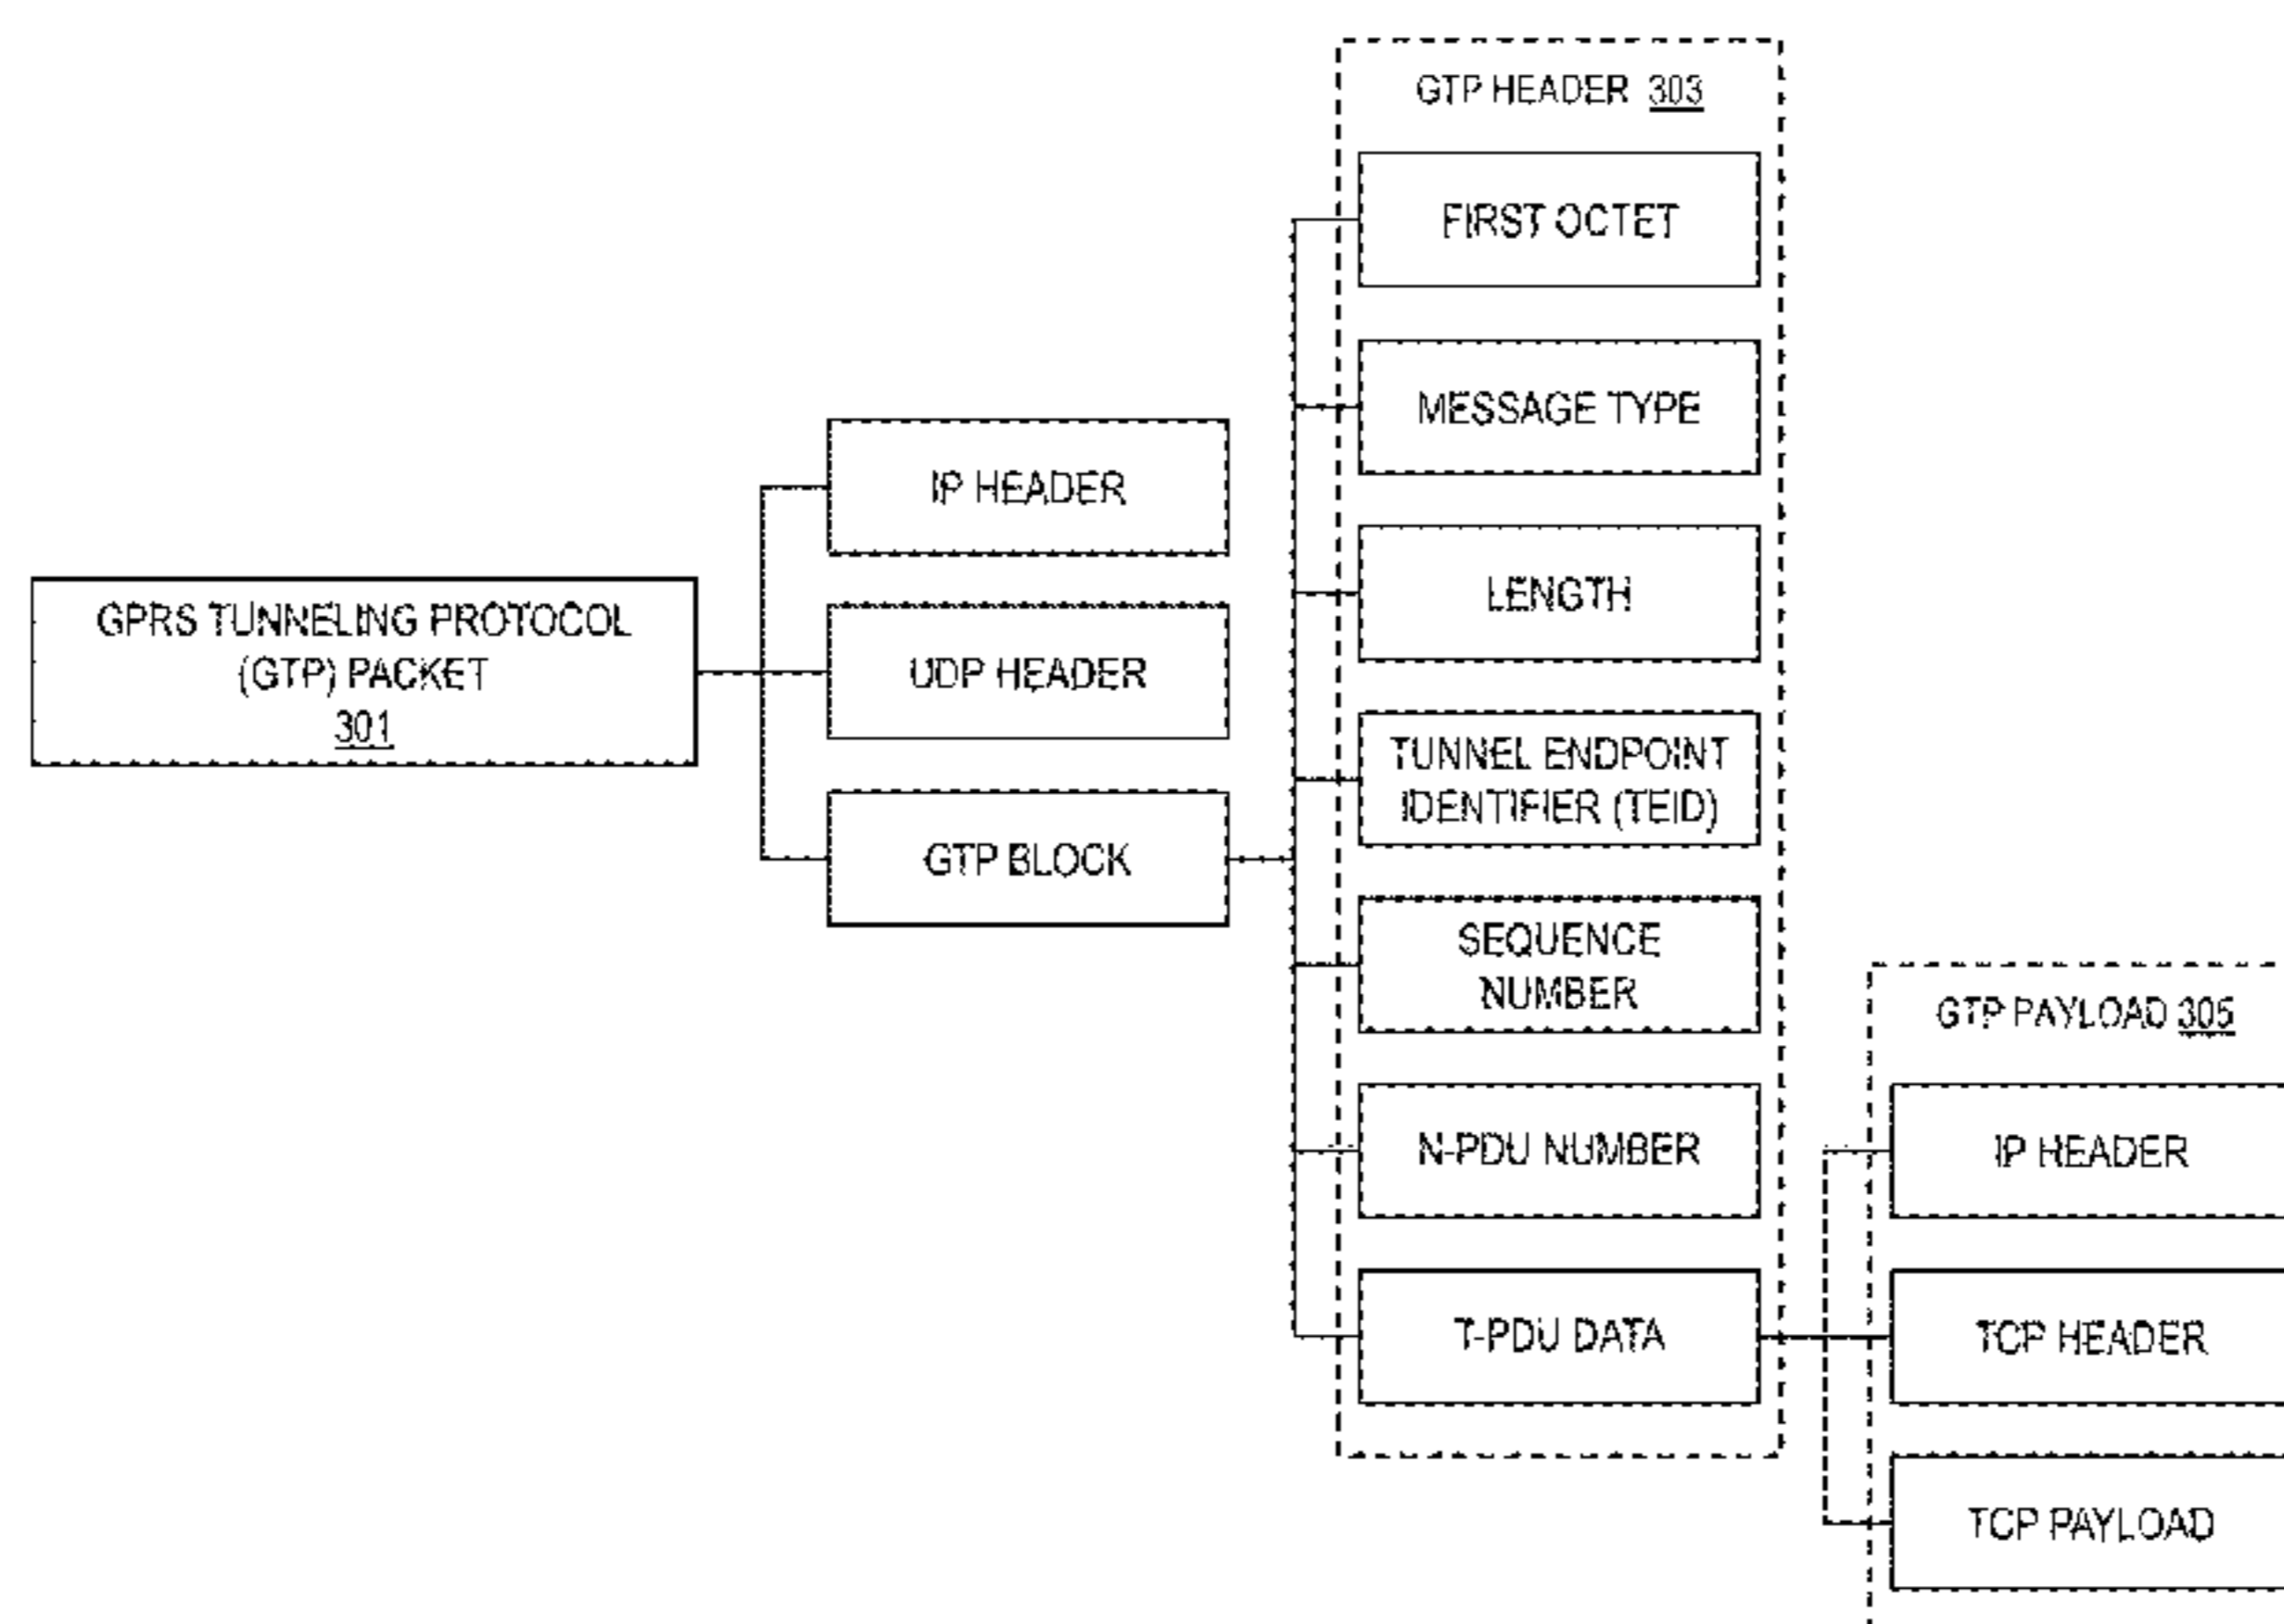 GTP HEADER 303
FIRST OCTET
MESSAGE TYPE
IP HEADER
LENGTH
GPRS TUNNELING PROTOCOL
(GTP) PACKET
301
UDP HEADER
TUNNEL ENDPOINT
IDENTIFIER (TEID)
GTP BLOCK
SEQUENCE
NUMBER
GTP PAYLOAD 305
N-PDU NUMBER
IP HEADER
T-PDU DATA
TCP HEADER
TCP PAYLOAD